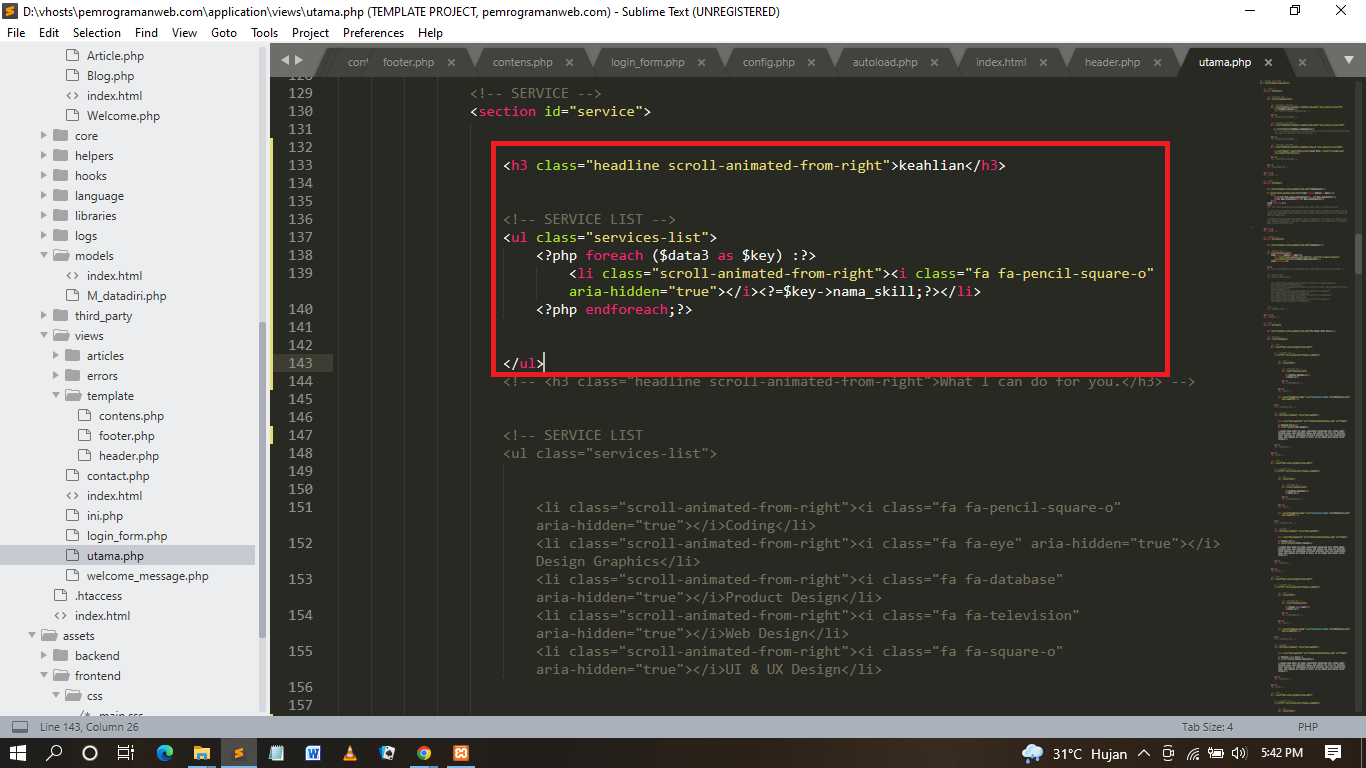 D:\vhosts\pemrogramanweb.com\application\views\utama.php (TEMPLATE PROJECT, pemrogramanweb.com) - Sublime Text (UNREGISTERED)
File Edit Selection Find View Goto Tools Project Preferences Help
Article.php
Blog.php
<> index.html
Welcome.php
core
helpers
hooks
language
libraries
logs
models
<> index.html
M_datadiri.php
third_party
views
articles
errors
template
contens.php
footer.php
header.php
contact.php
<> index.html
ini.php
login_form.php
utama.php
welcome_message.php
.htaccess
<> index.html
assets
backend
frontend
css
/* main.css
cont footer.php × contens.php × login_form.php × config.php × autoload.php × index.html × header.php × utama.php × ×
128
129 <!-- SERVICE -->
130 <section id="service">
131
132
133 <h3 class="headline scroll-animated-from-right">keahlian</h3>
134
135
136 <!-- SERVICE LIST -->
137 <ul class="services-list">
138 <?php foreach ($data3 as $key) :?>
139 <li class="scroll-animated-from-right"><i class="fa fa-pencil-square-o"
aria-hidden="true"></i><?=$key->nama_skill;?></li>
140 <?php endforeach;?>
141
142
143 </ul>
144 <!-- <h3 class="headline scroll-animated-from-right">What I can do for you.</h3> -->
145
146
147 <!-- SERVICE LIST
148 <ul class="services-list">
149
150
151 <li class="scroll-animated-from-right"><i class="fa fa-pencil-square-o"
aria-hidden="true"></i>Coding</li>
152 <li class="scroll-animated-from-right"><i class="fa fa-eye" aria-hidden="true"></i>
Design Graphics</li>
153 <li class="scroll-animated-from-right"><i class="fa fa-database"
aria-hidden="true"></i>Product Design</li>
154 <li class="scroll-animated-from-right"><i class="fa fa-television"
aria-hidden="true"></i>Web Design</li>
155 <li class="scroll-animated-from-right"><i class="fa fa-square-o"
aria-hidden="true"></i>UI & UX Design</li>
156
157
Line 143, Column 26 Tab Size: 4 PHP
31°C Hujan 5:42 PM